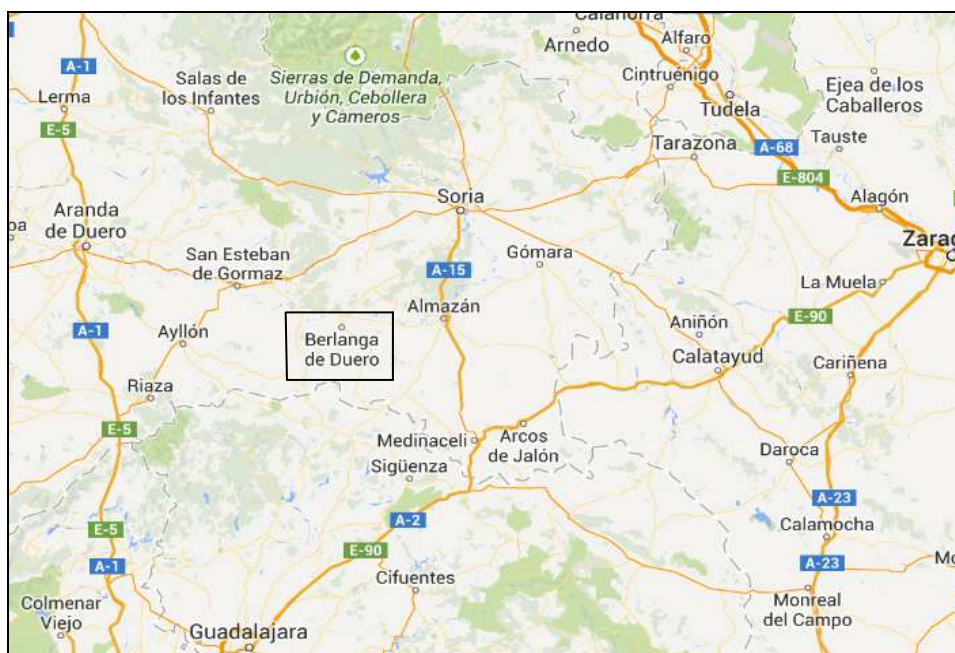 Calahorra
Arnedo
Alfaro
A-1
Salas de
los Infantes
Sierras de Demanda,
Urbión, Cebollera
y Cameros
Cintruénigo
Ejea de los
Caballeros
Lerma
E-5
Tudela
Tauste
Tarazona
A-68
E-804
Soria
Alagón
Aranda
de Duero
San Esteban
de Gormaz
Gómara
Zarag
A-15
La Muela
Almazán
E-90
A-1
Ayllón
Berlanga
de Duero
Aniñón
Calatayud
Cariñena
Riaza
E-5
Medinaceli
Arcos
de Jalón
Daroca
Sigüenza
A-23
A-2
E-5
Calamocha
E-90
A-1
Cifuentes
A-23
Mo
Colmenar
Viejo
Monreal
del Campo
Guadalajara